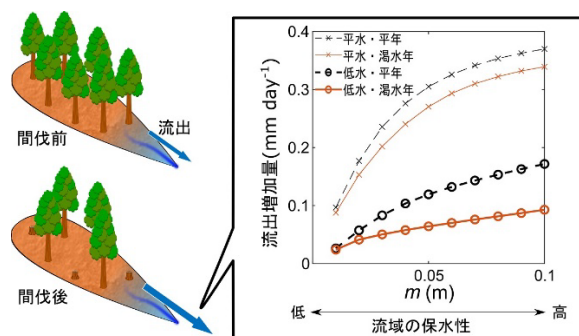 間伐前
流出
間伐後
流出増加量(mm day⁻¹)
0.4
0.3
0.2
0.1
0
平水・平年
平水・渇水年
低水・平年
低水・渇水年
0.05
0.1
m (m)
低
高
流域の保水性